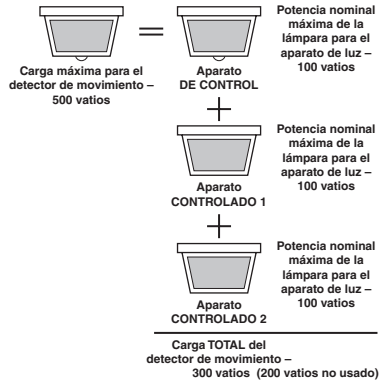 Carga máxima para el
detector de movimiento –
500 vatios
Aparato
DE CONTROL
Potencia nominal
máxima de la
lámpara para el
aparato de luz –
100 vatios
Aparato
CONTROLADO 1
Potencia nominal
máxima de la
lámpara para el
aparato de luz –
100 vatios
Aparato
CONTROLADO 2
Potencia nominal
máxima de la
lámpara para el
aparato de luz –
100 vatios
Carga TOTAL del
detector de movimiento –
300 vatios (200 vatios no usado)